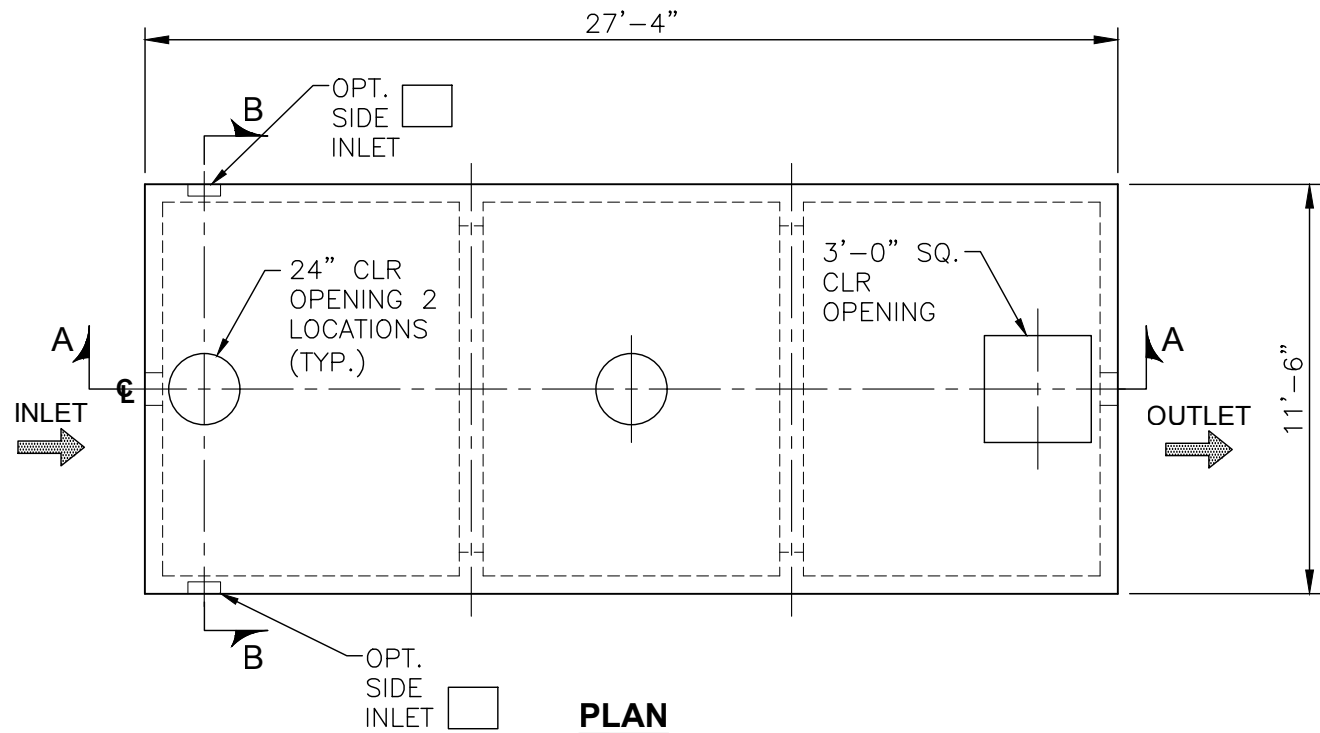 27’–4”
OPT.
SIDE
INLET
B
24” CLR
OPENING 2
LOCATIONS
(TYP.)
3’–0” SQ.
CLR
OPENING
A
A
℄
INLET
OUTLET
11’–6”
B
OPT.
SIDE
INLET
PLAN